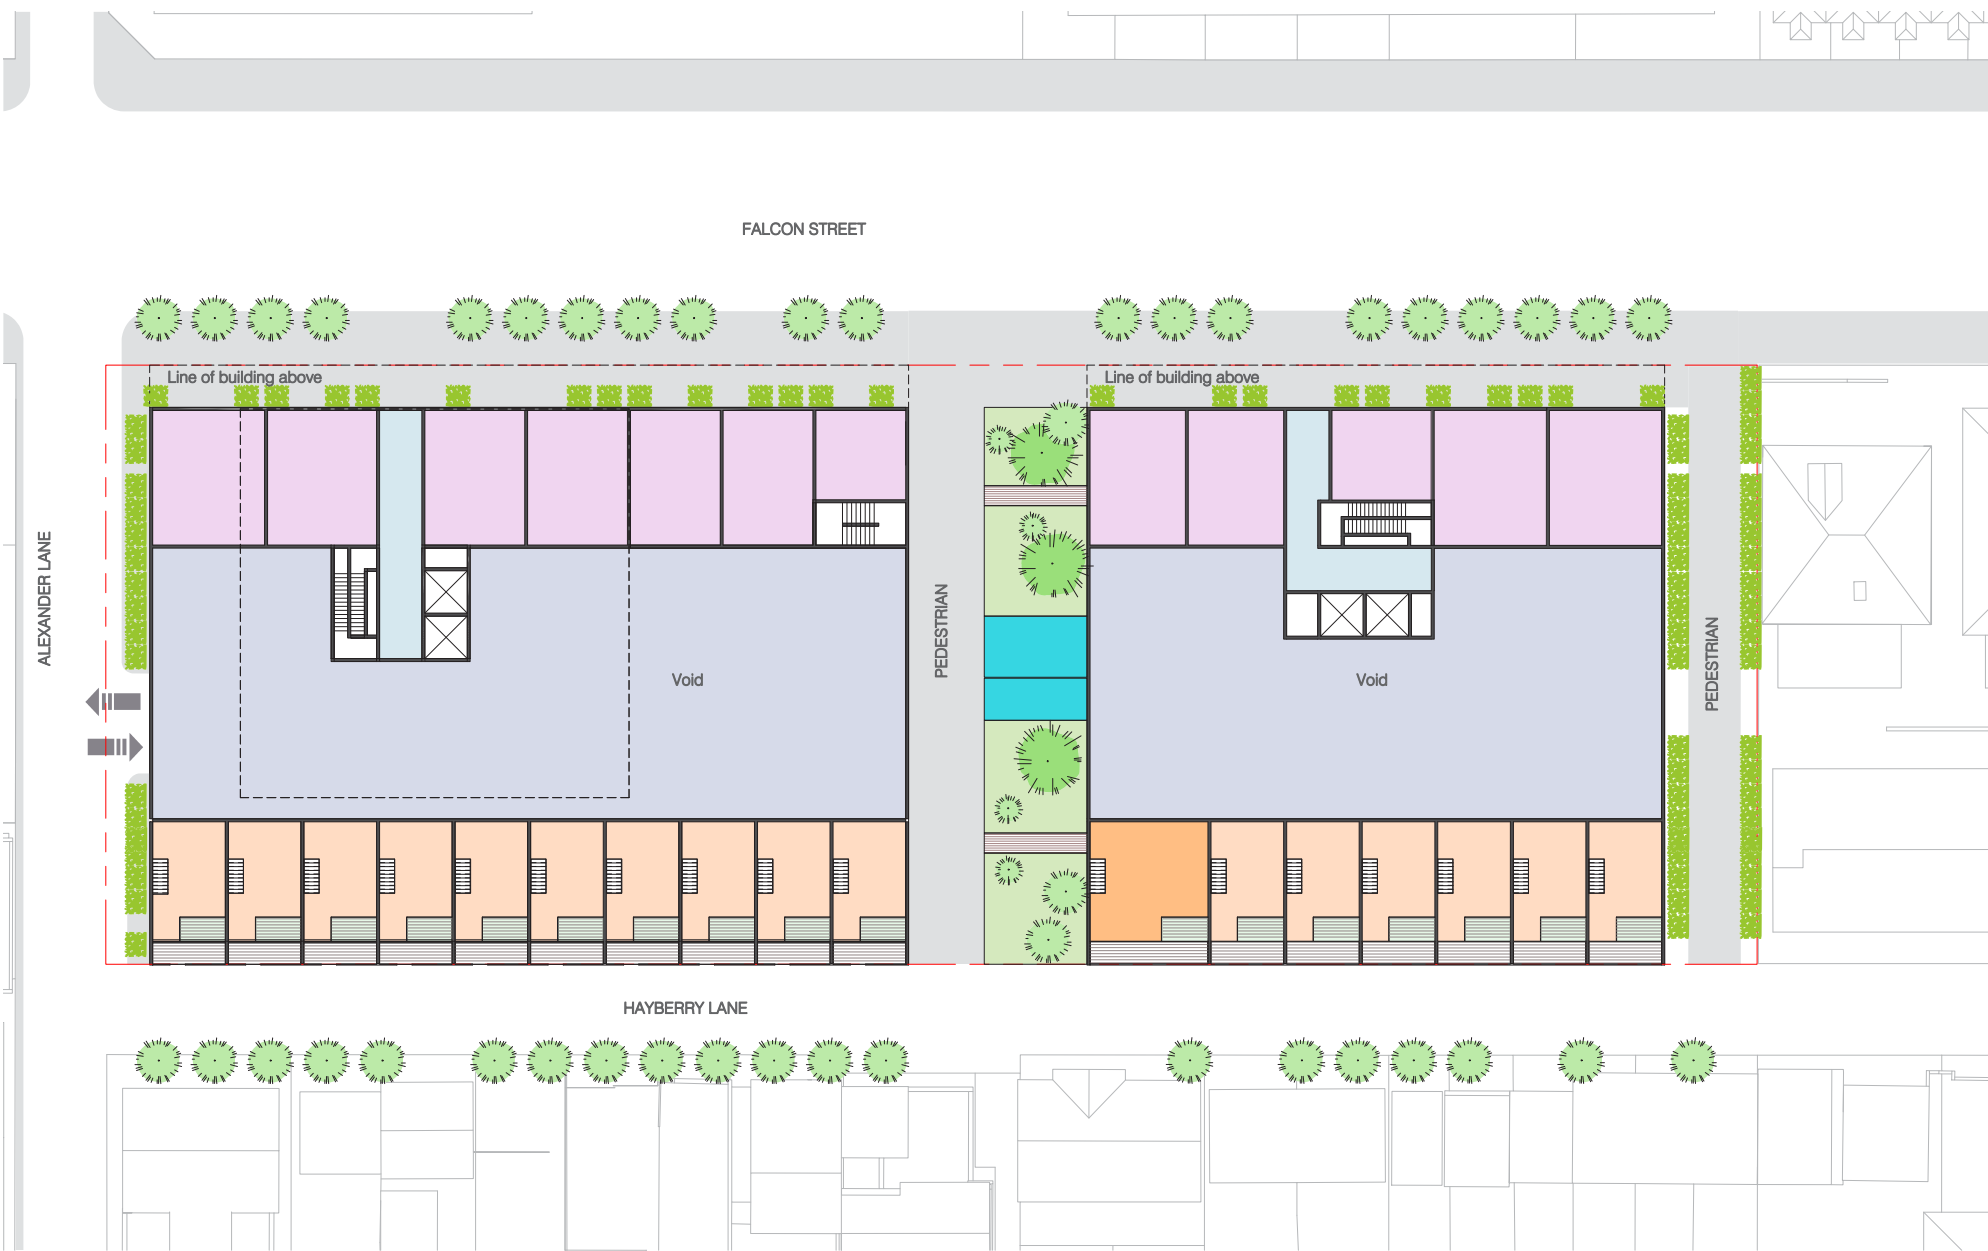 FALCON STREET
Line of building above
Line of building above
ALEXANDER LANE
PEDESTRIAN
PEDESTRIAN
Void
Void
HAYBERRY LANE